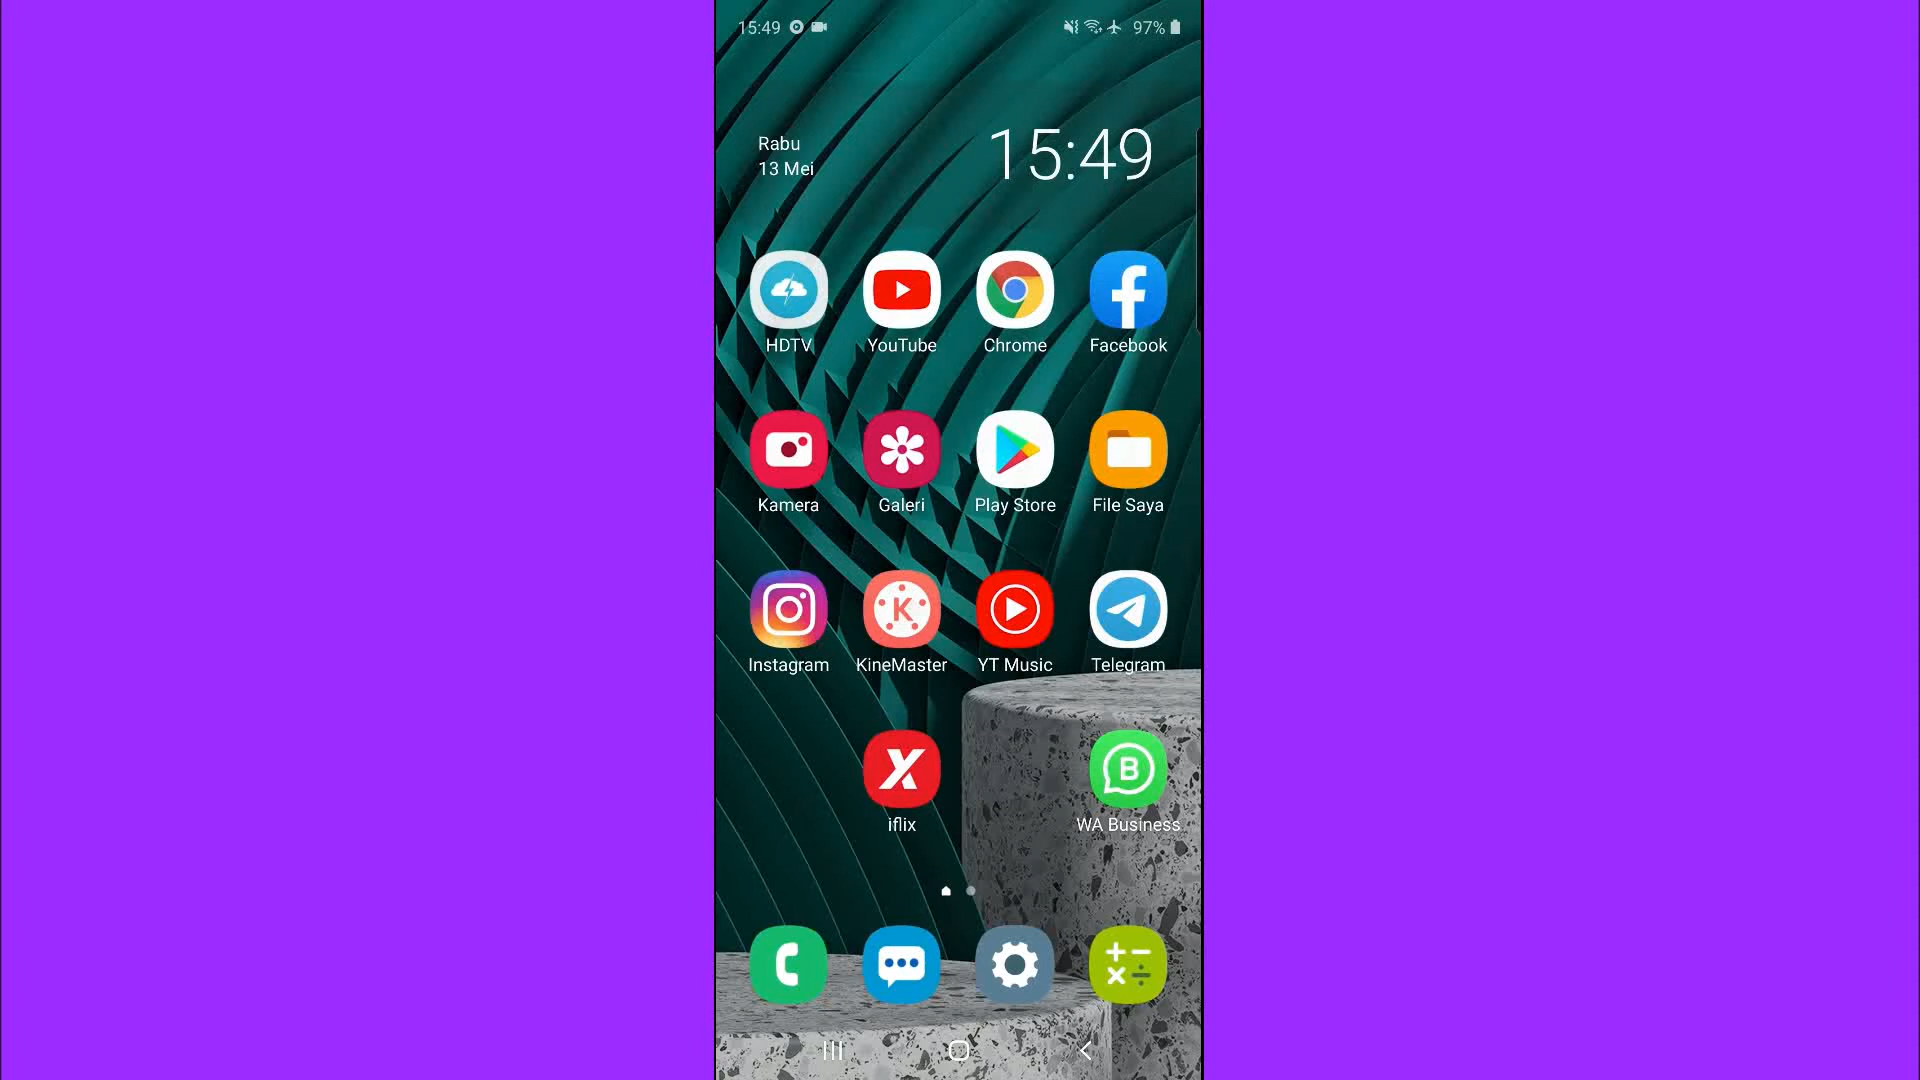 15:49
97%
Rabu
13 Mei
15:49
HDTV
YouTube
Chrome
Facebook
Kamera
Galeri
Play Store
File Saya
K
Instagram
KineMaster
YT Music
Telegram
B
iflix
WA Business